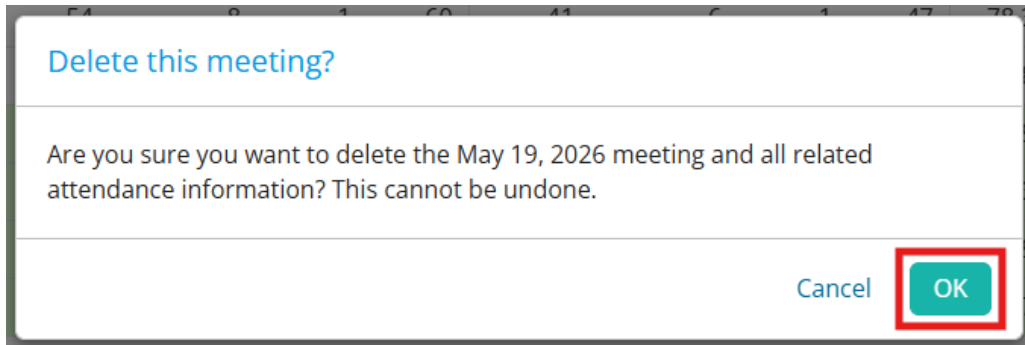 Delete this meeting?
Are you sure you want to delete the May 19, 2026 meeting and all related
attendance information? This cannot be undone.
Cancel OK